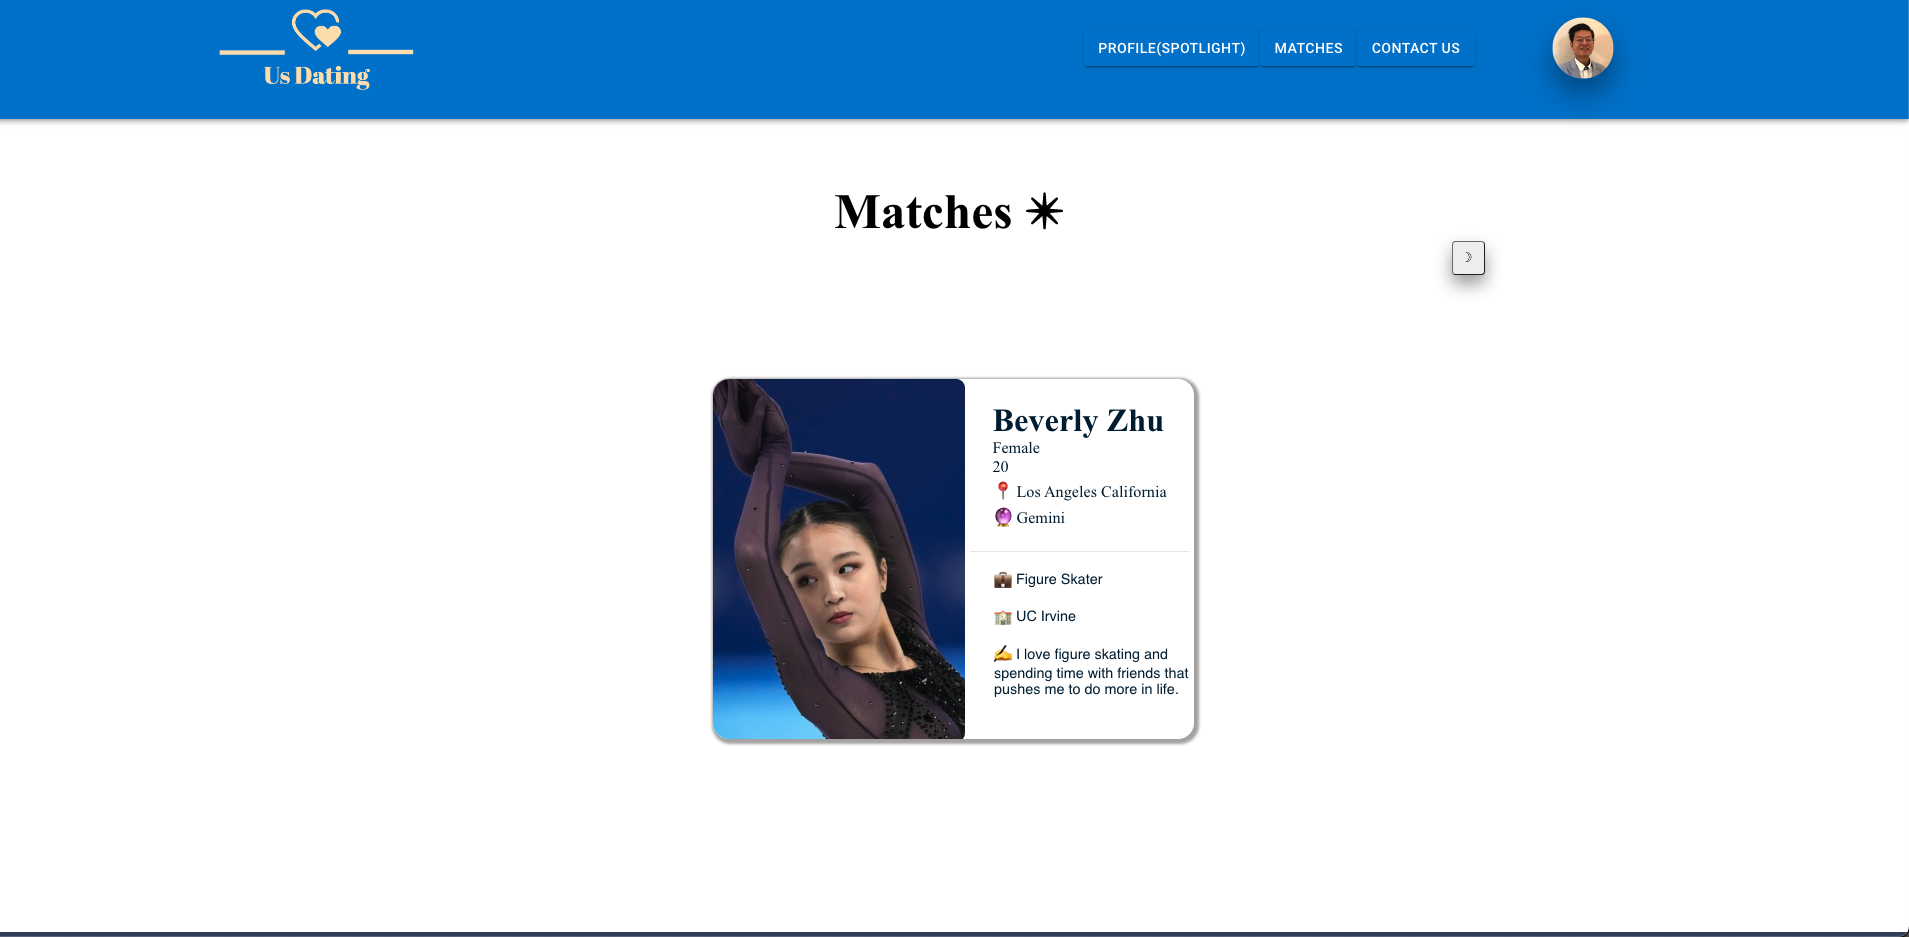 Us Dating
PROFILE(SPOTLIGHT) MATCHES CONTACT US
Matches ✴
☽
Beverly Zhu
Female
20
📍 Los Angeles California
🔮 Gemini
💼 Figure Skater
🏫 UC Irvine
✍️ I love figure skating and
spending time with friends that
pushes me to do more in life.